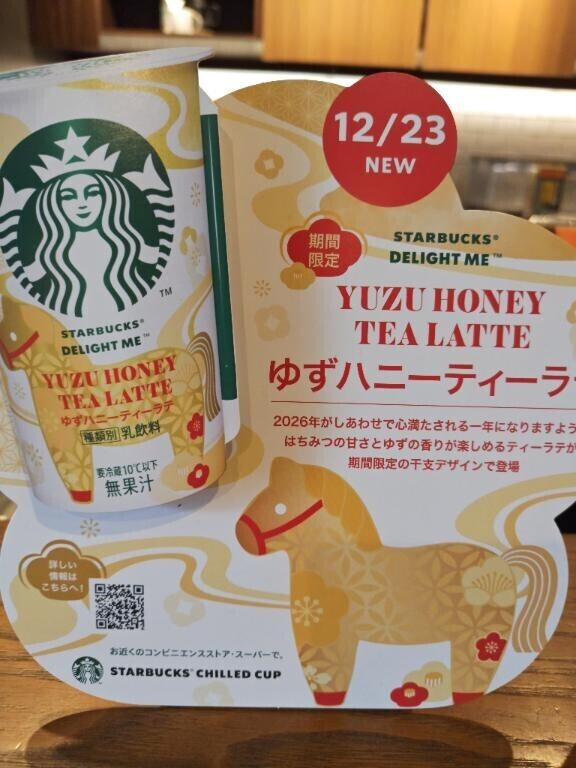 12/23
NEW
期間
限定
STARBUCKS®
DELIGHT ME™
YUZU HONEY
TEA LATTE
ゆずハニーティーラ
2026年がしあわせで心満たされる一年になりますよう
はちみつの甘さとゆずの香りが楽しめるティーラテが
期間限定の干支デザインで登場
TM
STARBUCKS®
DELIGHT ME™
YUZU HONEY
TEA LATTE
ゆずハニーティーラテ
種類別 乳飲料
要冷蔵10℃以下
無果汁
詳しい
情報は
こちらへ!
お近くのコンビニエンスストア・スーパーで。
STARBUCKS® CHILLED CUP